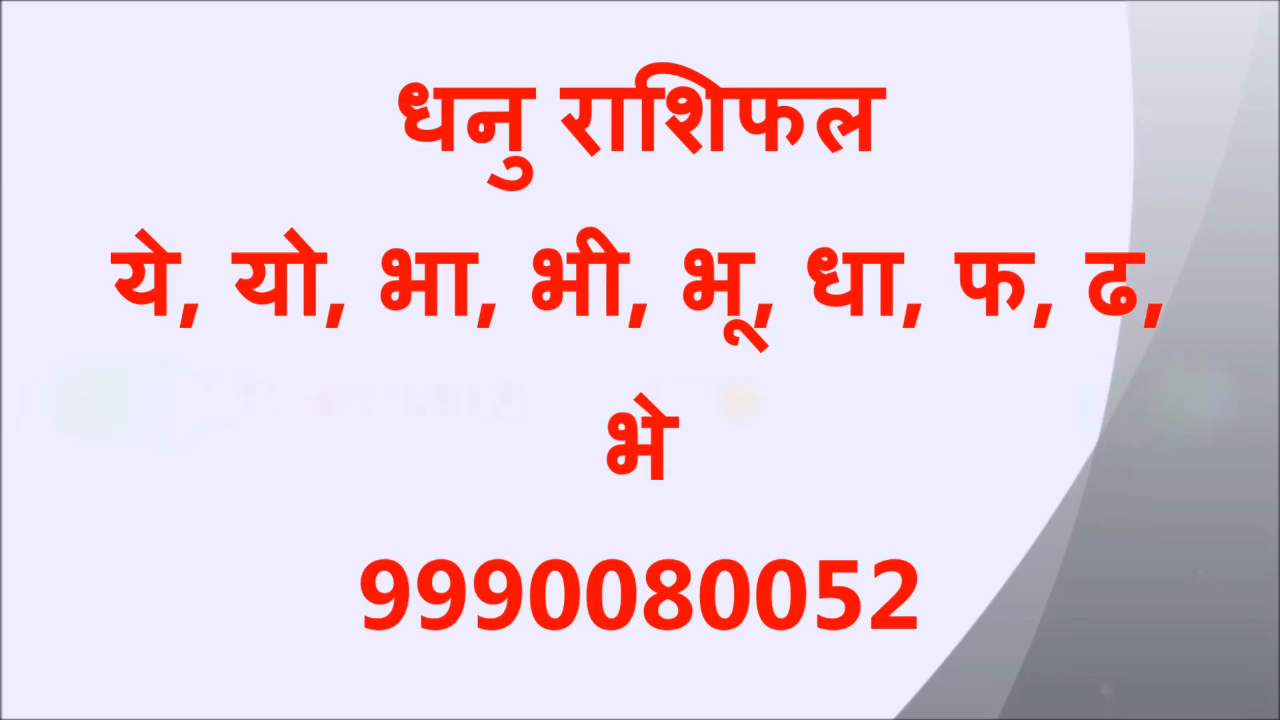 धनु राशिफल
ये, यो, भा, भी, भू, धा, फ, ढ,
भे
9990080052